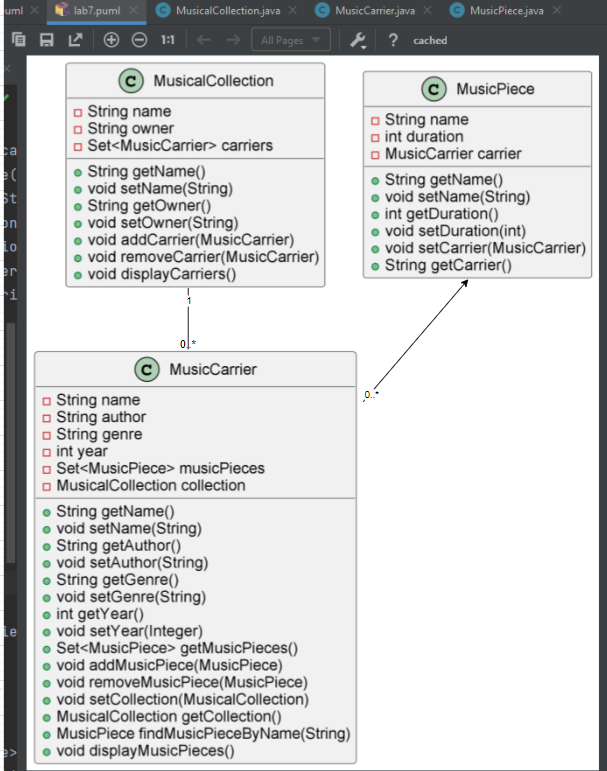 uml
lab7.puml
MusicalCollection.java
MusicCarrier.java
MusicPiece.java
1:1
All Pages
?
cached
C MusicalCollection
String name
String owner
Set<MusicCarrier> carriers
String getName()
void setName(String)
String getOwner()
void setOwner(String)
void addCarrier(MusicCarrier)
void removeCarrier(MusicCarrier)
void displayCarriers()
C MusicPiece
String name
int duration
MusicCarrier carrier
String getName()
void setName(String)
int getDuration()
void setDuration(int)
void setCarrier(MusicCarrier)
String getCarrier()
1
0..*
0..*
C MusicCarrier
String name
String author
String genre
int year
Set<MusicPiece> musicPieces
MusicalCollection collection
String getName()
void setName(String)
String getAuthor()
void setAuthor(String)
String getGenre()
void setGenre(String)
int getYear()
void setYear(Integer)
Set<MusicPiece> getMusicPieces()
void addMusicPiece(MusicPiece)
void removeMusicPiece(MusicPiece)
void setCollection(MusicalCollection)
MusicalCollection getCollection()
MusicPiece findMusicPieceByName(String)
void displayMusicPieces()